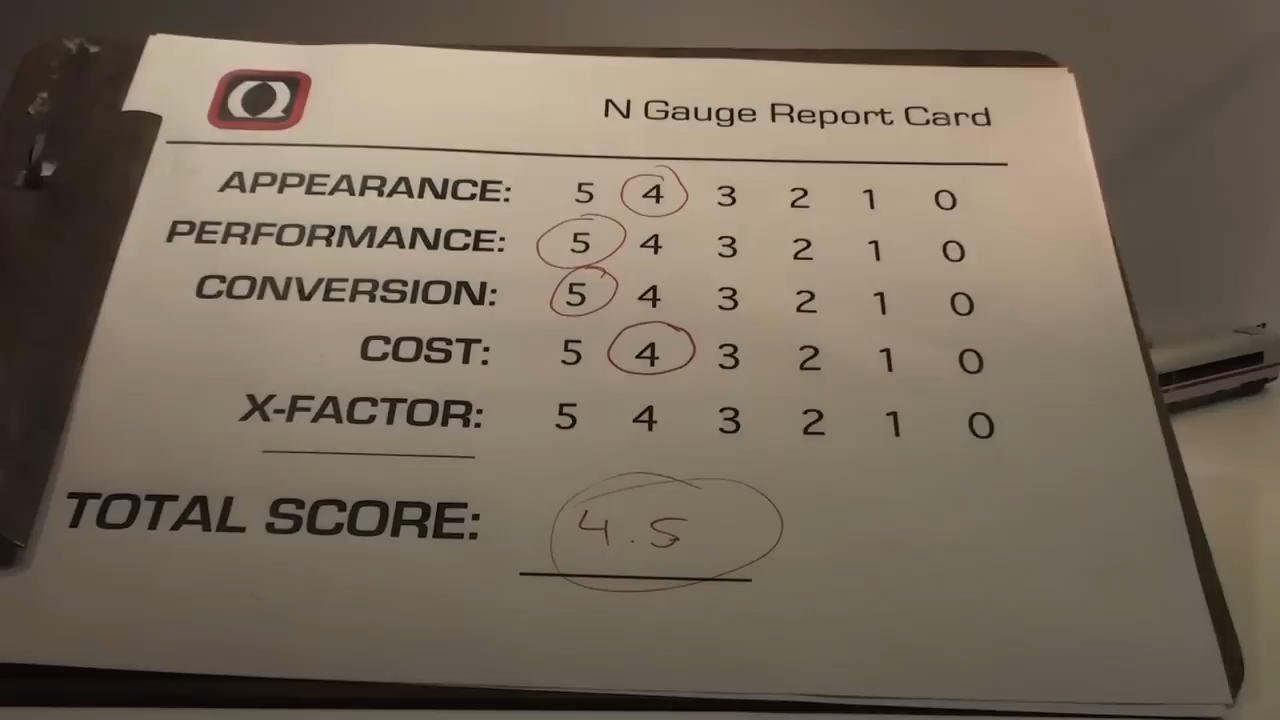 N Gauge Report Card
APPEARANCE: 5 4 3 2 1 0
PERFORMANCE: 5 4 3 2 1 0
CONVERSION: 5 4 3 2 1 0
COST: 5 4 3 2 1 0
X-FACTOR: 5 4 3 2 1 0
TOTAL SCORE: 4.5